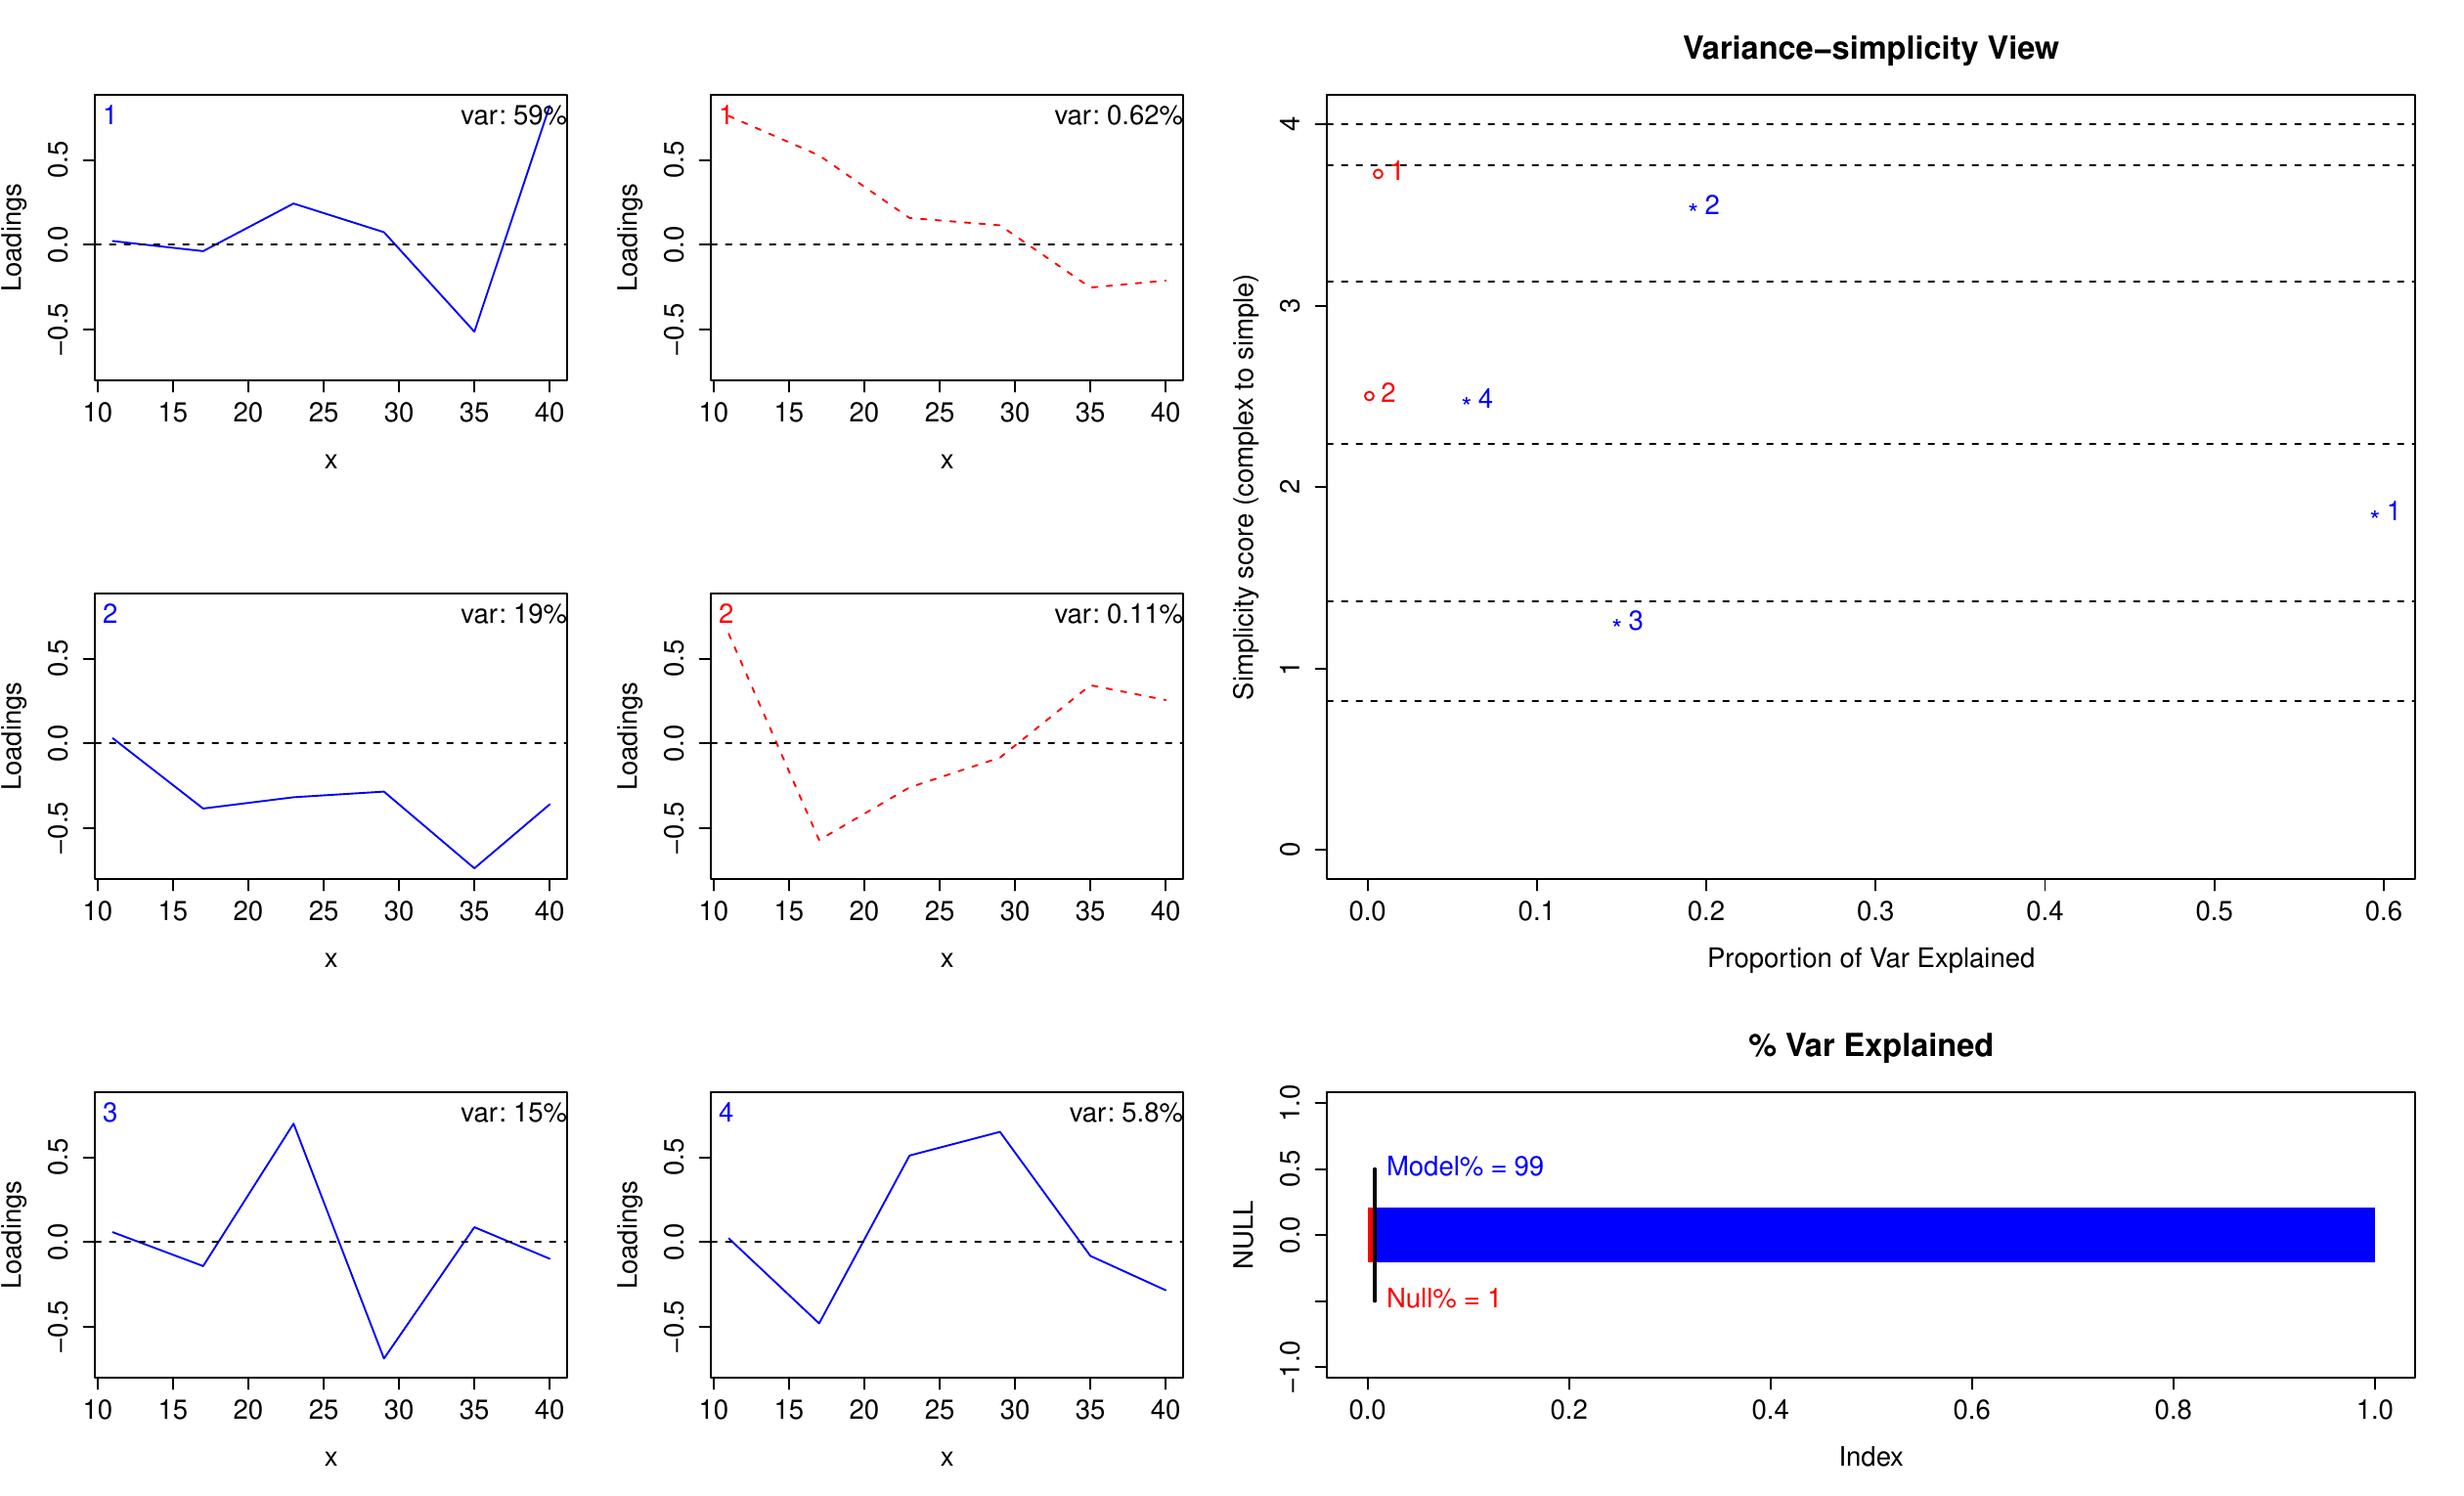 1
var: 59%
0.5
0.0
−0.5
Loadings
10 15 20 25 30 35 40
x
1
var: 0.62%
0.5
0.0
−0.5
Loadings
10 15 20 25 30 35 40
x
Variance−simplicity View
4
3
2
1
0
Simplicity score (complex to simple)
1
2
2
4
1
3
0.0 0.1 0.2 0.3 0.4 0.5 0.6
Proportion of Var Explained
2
var: 19%
0.5
0.0
−0.5
Loadings
10 15 20 25 30 35 40
x
2
var: 0.11%
0.5
0.0
−0.5
Loadings
10 15 20 25 30 35 40
x
3
var: 15%
0.5
0.0
−0.5
Loadings
10 15 20 25 30 35 40
x
4
var: 5.8%
0.5
0.0
−0.5
Loadings
10 15 20 25 30 35 40
x
% Var Explained
1.0
0.5
0.0
−1.0
NULL
Model% = 99
Null% = 1
0.0 0.2 0.4 0.6 0.8 1.0
Index